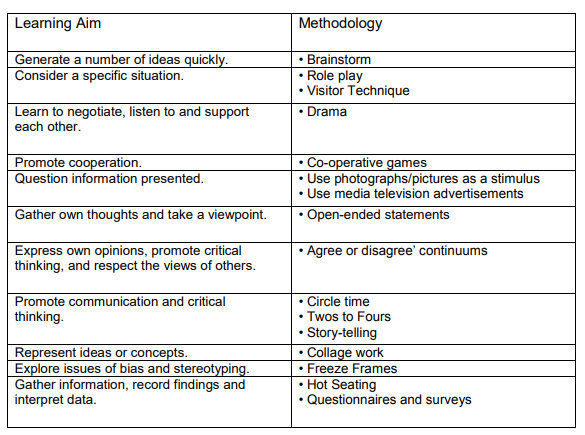 Learning Aim
Methodology
Generate a number of ideas quickly.
• Brainstorm
Consider a specific situation.
• Role play
• Visitor Technique
Learn to negotiate, listen to and support
each other.
• Drama
Promote cooperation.
• Co-operative games
Question information presented.
• Use photographs/pictures as a stimulus
• Use media television advertisements
Gather own thoughts and take a viewpoint.
• Open-ended statements
Express own opinions, promote critical
thinking, and respect the views of others.
• Agree or disagree’ continuums
Promote communication and critical
thinking.
• Circle time
• Twos to Fours
• Story-telling
Represent ideas or concepts.
• Collage work
Explore issues of bias and stereotyping.
• Freeze Frames
Gather information, record findings and
interpret data.
• Hot Seating
• Questionnaires and surveys